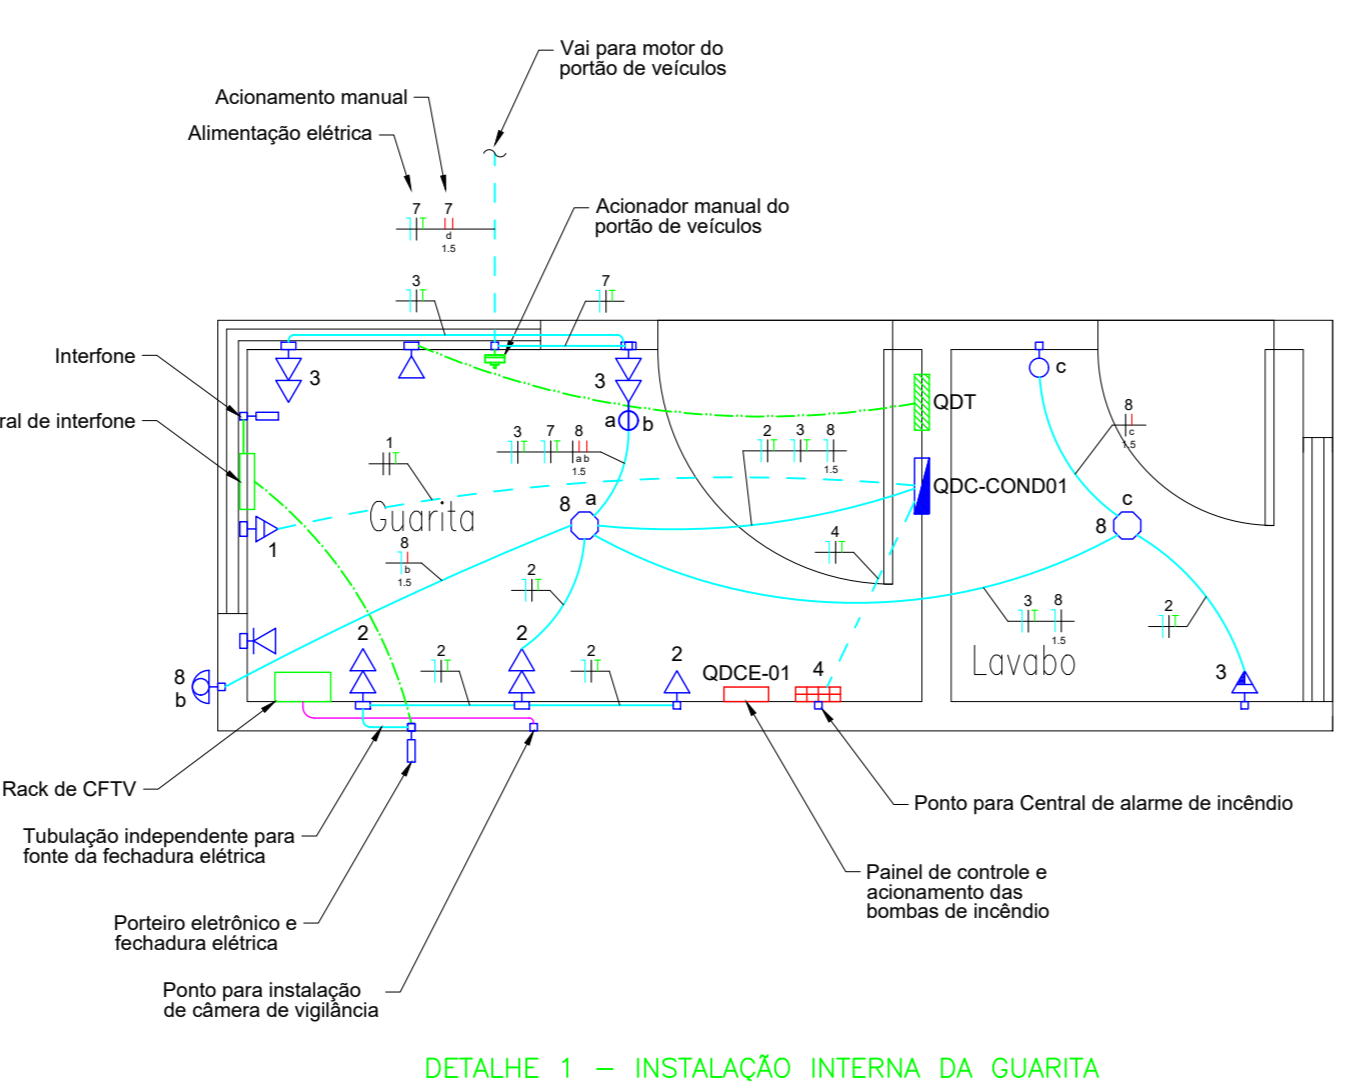 Vai para motor do
portão de veículos
Acionamento manual
Alimentação elétrica
7 7
d
1.5
Acionador manual do
portão de veículos
3
7
Interfone
3
3
a b
c
QDT
ral de interfone
8
c
1.5
3 7 8
a b
1.5
2 3 8
1.5
1
QDC-COND01
Guarita
8 a
c
8
1
8
b
1.5
4
2
3 8
1.5
2
2
2
2
2
2
Lavabo
8
b
QDCE-01
4
3
Rack de CFTV
Ponto para Central de alarme de incêndio
Tubulação independente para
fonte da fechadura elétrica
Painel de controle e
acionamento das
bombas de incêndio
Porteiro eletrônico e
fechadura elétrica
Ponto para instalação
de câmera de vigilância
DETALHE 1 – INSTALAÇÃO INTERNA DA GUARITA